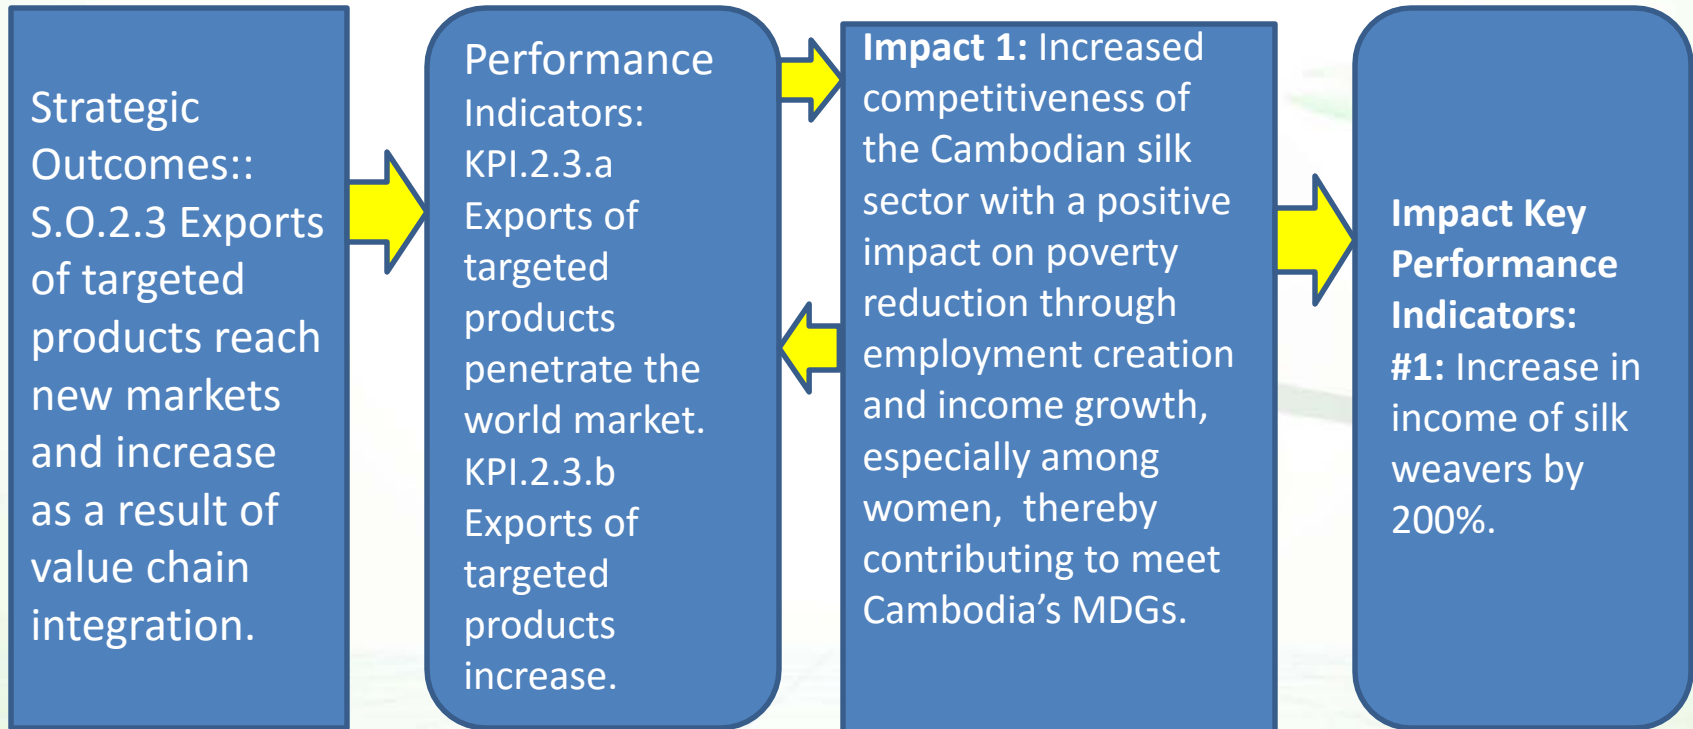 Strategic
Outcomes::
S.O.2.3 Exports
of targeted
products reach
new markets
and increase
as a result of
value chain
integration.
Performance
Indicators:
KPI.2.3.a
Exports of
targeted
products
penetrate the
world market.
KPI.2.3.b
Exports of
targeted
products
increase.
Impact 1: Increased
competitiveness of
the Cambodian silk
sector with a positive
impact on poverty
reduction through
employment creation
and income growth,
especially among
women, thereby
contributing to meet
Cambodia’s MDGs.
Impact Key
Performance
Indicators:
#1: Increase in
income of silk
weavers by
200%.